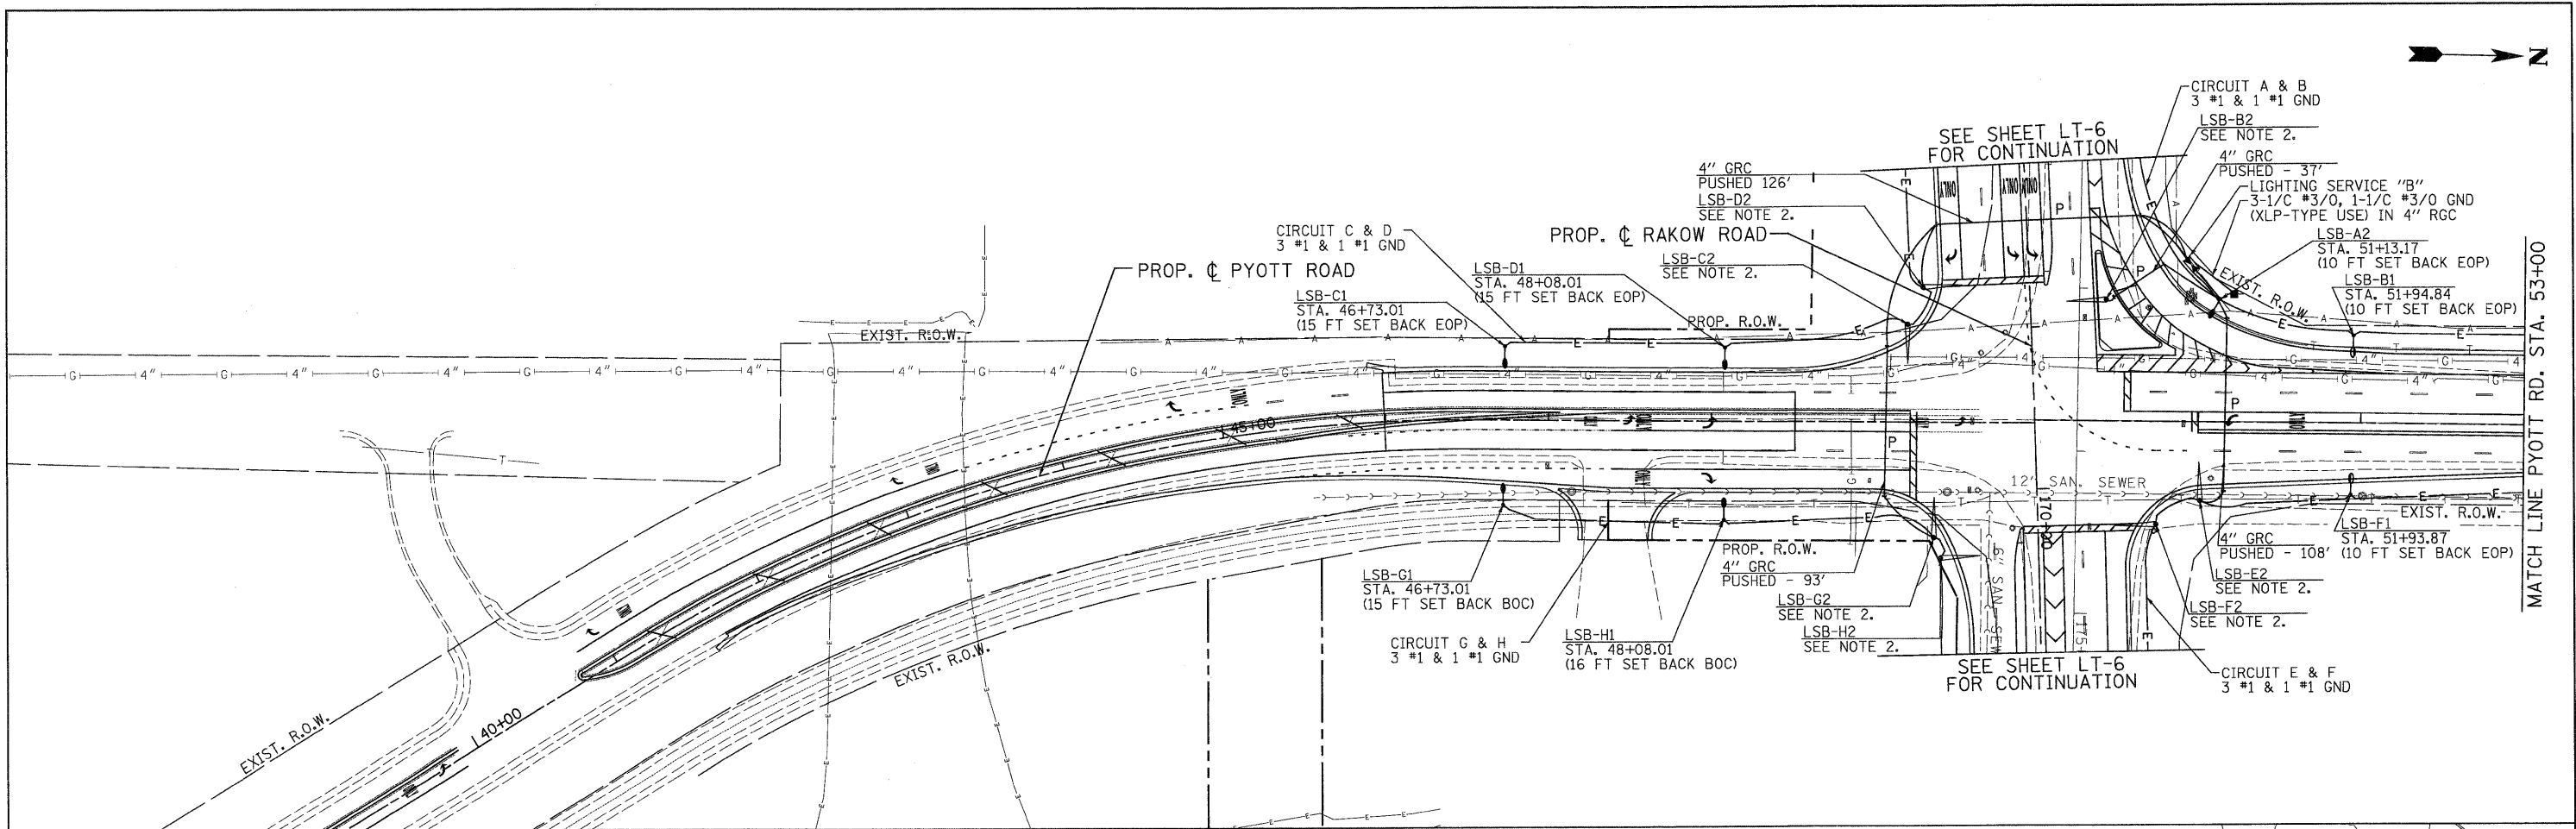 N
CIRCUIT A & B
3 #1 & 1 #1 GND
LSB-B2
SEE NOTE 2.
4" GRC
PUSHED - 37'
LIGHTING SERVICE "B"
3-1/C #3/0, 1-1/C #3/0 GND
(XLP-TYPE USE) IN 4" RGC
LSB-A2
STA. 51+13.17
(10 FT SET BACK EOP)
LSB-B1
STA. 51+94.84
(10 FT SET BACK EOP)
SEE SHEET LT-6
FOR CONTINUATION
4" GRC
PUSHED 126'
LSB-D2
SEE NOTE 2.
PROP. ℄ RAKOW ROAD
LSB-C2
SEE NOTE 2.
CIRCUIT C & D
3 #1 & 1 #1 GND
PROP. ℄ PYOTT ROAD
LSB-C1
STA. 46+73.01
(15 FT SET BACK EOP)
LSB-D1
STA. 48+08.01
(15 FT SET BACK EOP)
PROP. R.O.W.
EXIST. R.O.W.
EXIST. R.O.W.
ONLY
ONLY
ONLY
MATCH LINE PYOTT RD. STA. 53+00
45+00
40+00
12" SAN. SEWER
170+00
6" SAN. SEW
175
EXIST. R.O.W.
LSB-F1
STA. 51+93.87
(10 FT SET BACK EOP)
4" GRC
PUSHED - 108'
LSB-E2
SEE NOTE 2.
LSB-F2
SEE NOTE 2.
PROP. R.O.W.
4" GRC
PUSHED - 93'
LSB-G2
SEE NOTE 2.
LSB-H2
SEE NOTE 2.
LSB-G1
STA. 46+73.01
(15 FT SET BACK BOC)
CIRCUIT G & H
3 #1 & 1 #1 GND
LSB-H1
STA. 48+08.01
(16 FT SET BACK BOC)
SEE SHEET LT-6
FOR CONTINUATION
CIRCUIT E & F
3 #1 & 1 #1 GND
EXIST. R.O.W.
EXIST. R.O.W.